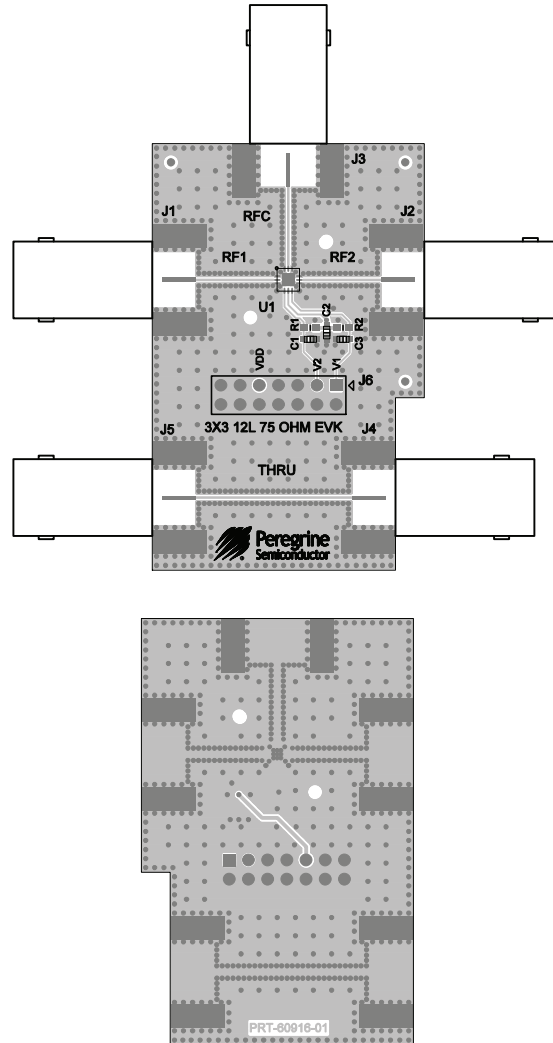 J3
J1
J2
RFC
RF1
RF2
U1
C2
R1
R2
C1
C3
VDD
V2
V1
J6
3X3 12L 75 OHM EVK
J5
J4
THRU
Peregrine
Semiconductor
PRT-60916-01